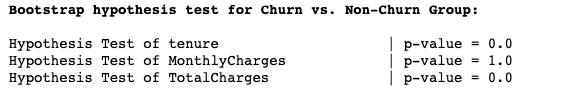 Bootstrap hypothesis test for Churn vs. Non-Churn Group:
Hypothesis Test of tenure | p-value = 0.0
Hypothesis Test of MonthlyCharges | p-value = 1.0
Hypothesis Test of TotalCharges | p-value = 0.0